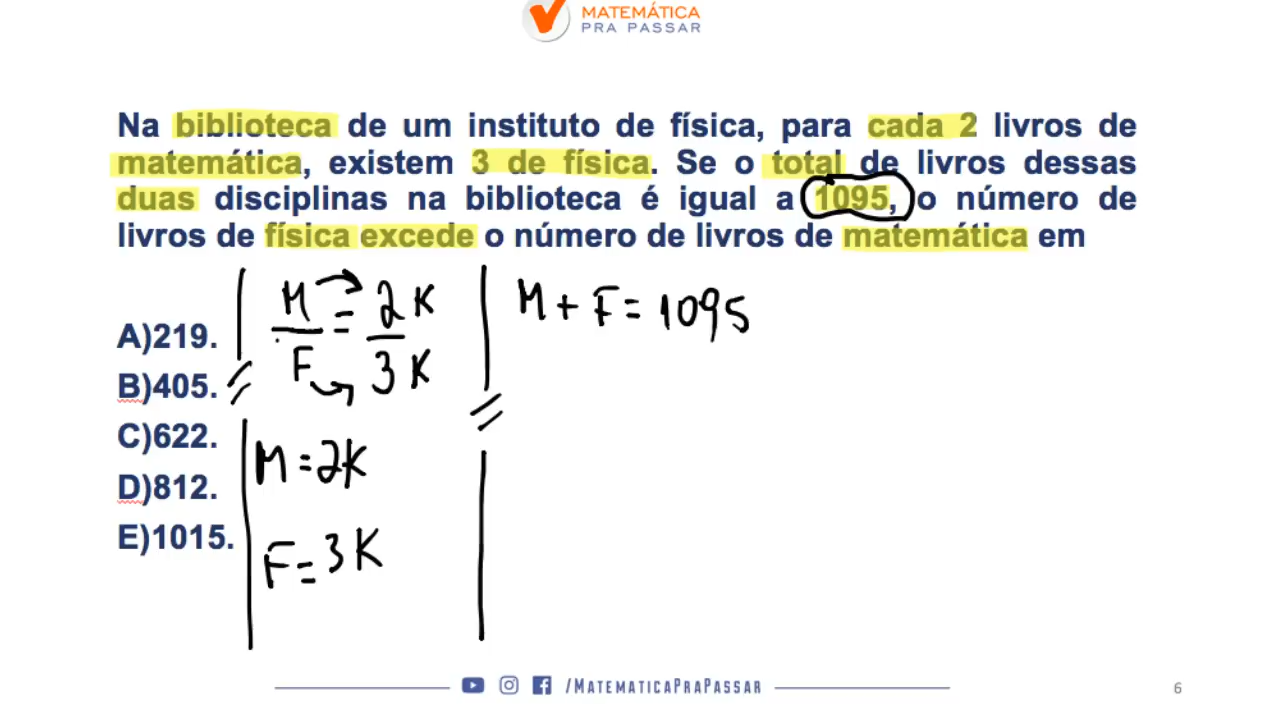 MATEMÁTICA
PRA PASSAR
Na biblioteca de um instituto de física, para cada 2 livros de
matemática, existem 3 de física. Se o total de livros dessas
duas disciplinas na biblioteca é igual a 1095, o número de
livros de física excede o número de livros de matemática em
A)219.
B)405.
C)622.
D)812.
E)1015.
M = 2K
F 3K
M = 2K
F = 3K
M + F = 1095
/MATEMATICAPRAPASSAR
6